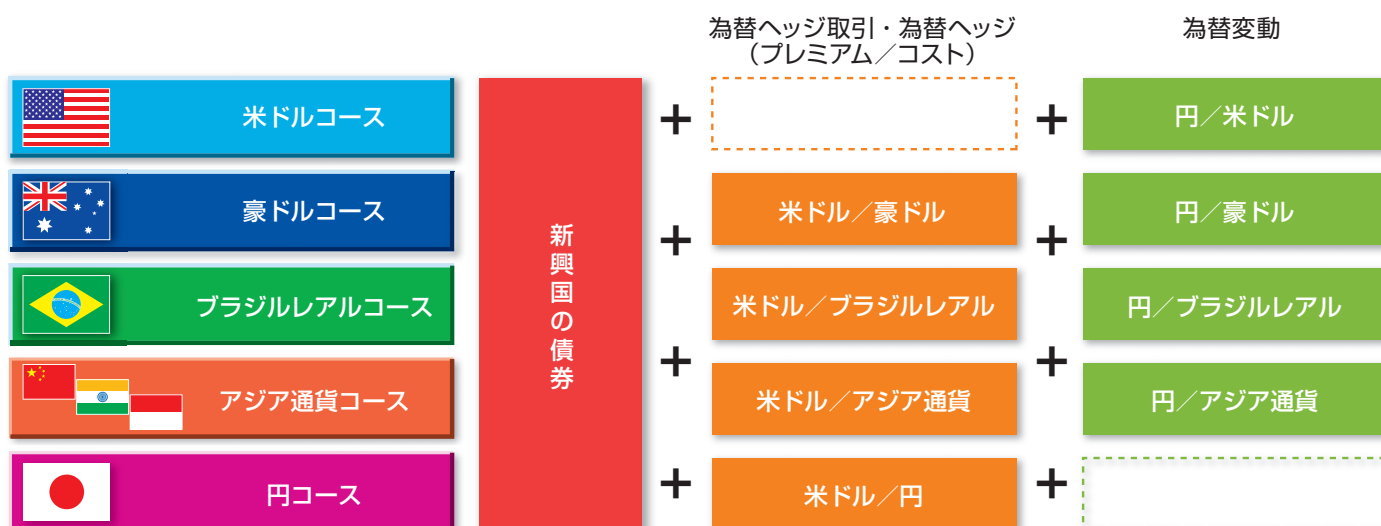 為替ヘッジ取引・為替ヘッジ
（プレミアム／コスト）
為替変動
米ドルコース
新興国の債券
+
+
円／米ドル
豪ドルコース
+
米ドル／豪ドル
+
円／豪ドル
ブラジルレアルコース
米ドル／ブラジルレアル
円／ブラジルレアル
+
+
アジア通貨コース
米ドル／アジア通貨
円／アジア通貨
円コース
+
米ドル／円
+